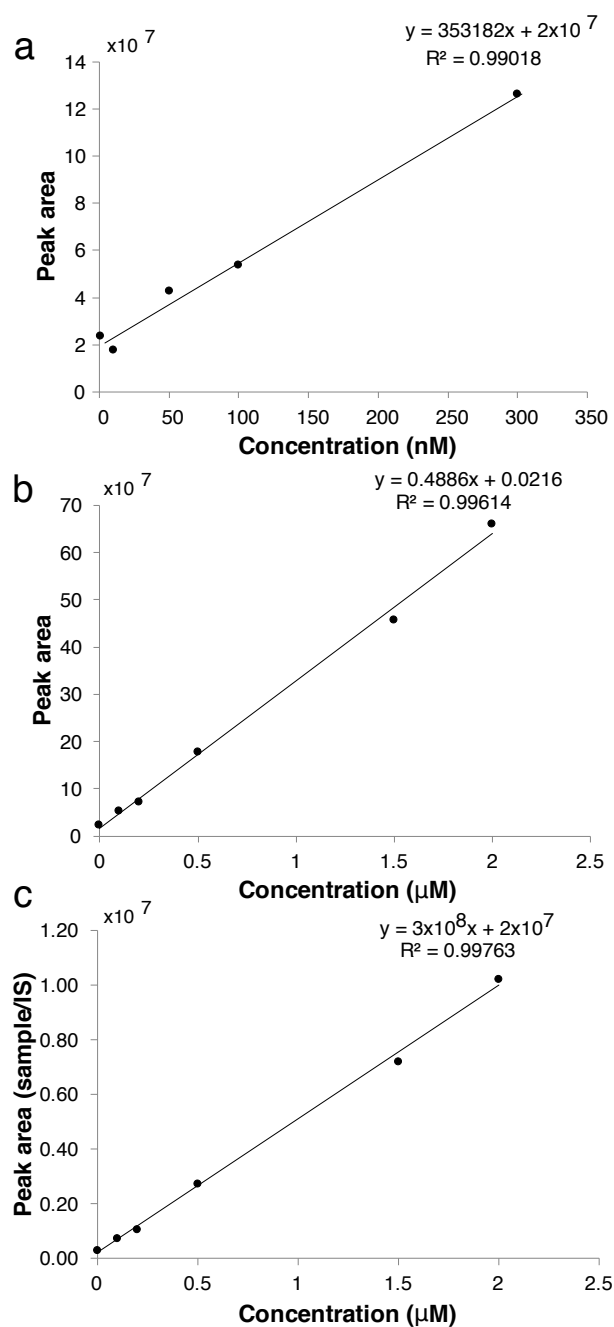 a
x10 7
y = 353182x + 2x10 7
R² = 0.99018
14
12
10
8
6
4
2
0
Peak area
0 50 100 150 200 250 300 350
Concentration (nM)
b
x10 7
y = 0.4886x + 0.0216
R² = 0.99614
70
60
50
40
30
20
10
0
Peak area
0 0.5 1 1.5 2 2.5
Concentration (μM)
c
x10 7
y = 3x10⁸x + 2x10⁷
R² = 0.99763
1.20
1.00
0.80
0.60
0.40
0.20
0.00
Peak area (sample/IS)
0 0.5 1 1.5 2 2.5
Concentration (μM)